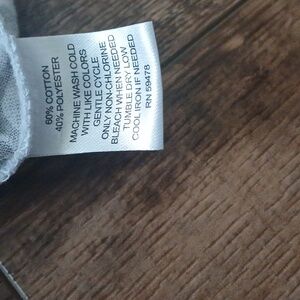 60% COTTON
40% POLYESTER
MACHINE WASH COLD
WITH LIKE COLORS
GENTLE CYCLE
ONLY NON-CHLORINE
BLEACH WHEN NEEDED
TUMBLE DRY LOW
COOL IRON IF NEEDED
RN 59478